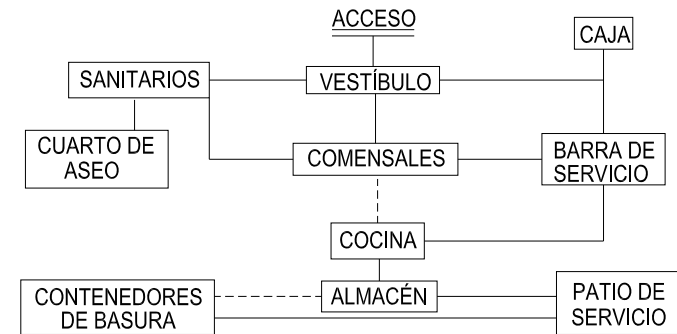 ACCESO
CAJA
SANITARIOS
VESTÍBULO
CUARTO DE
ASEO
COMENSALES
BARRA DE
SERVICIO
COCINA
CONTENEDORES
DE BASURA
ALMACÉN
PATIO DE
SERVICIO